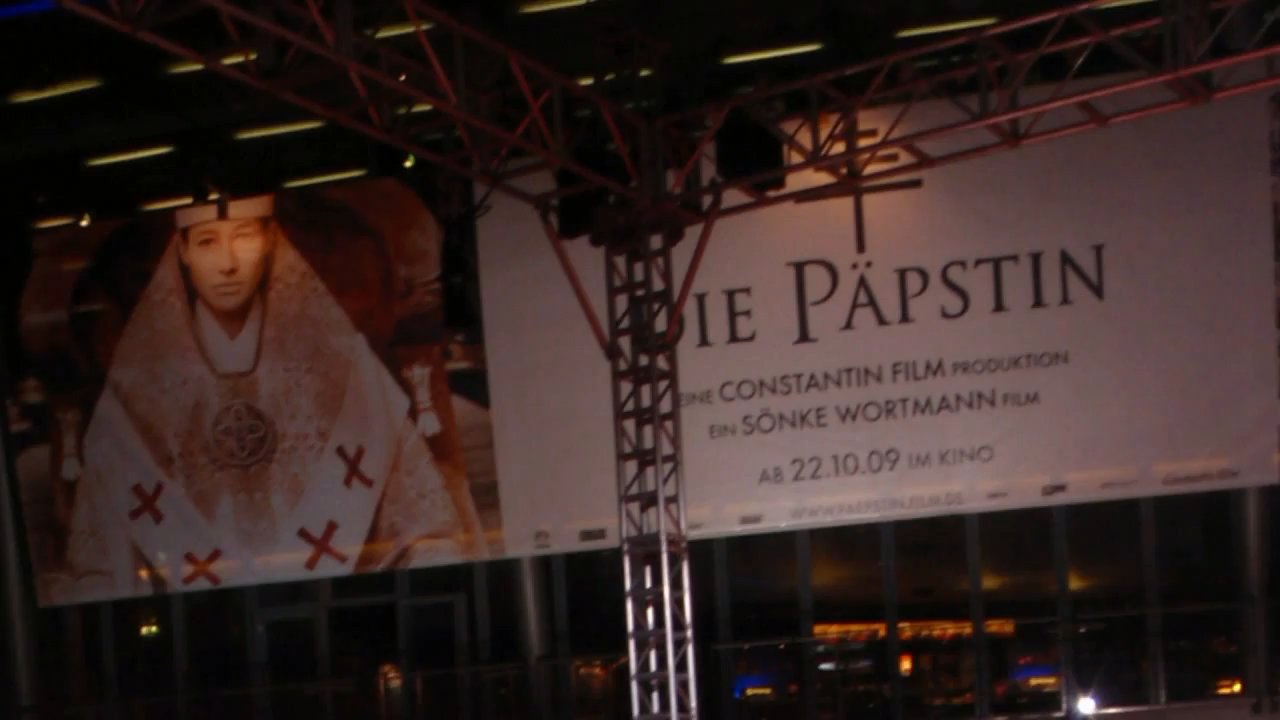 DIE PÄPSTIN
EINE CONSTANTIN FILM PRODUKTION
EIN SÖNKE WORTMANN FILM
AB 22.10.09 IM KINO
WWW.PAEPSTIN.FILM.DE